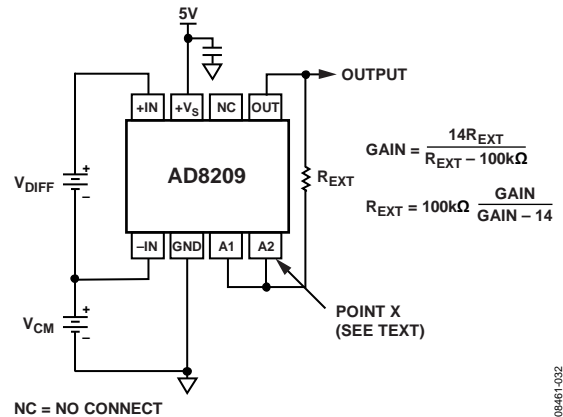 5V
OUTPUT
+IN +VS NC OUT
VDIFF
+
–
AD8209
REXT
GAIN = 14REXT / REXT – 100kΩ
REXT = 100kΩ GAIN / GAIN – 14
–IN GND A1 A2
VCM
+
–
POINT X
(SEE TEXT)
NC = NO CONNECT
08461-032